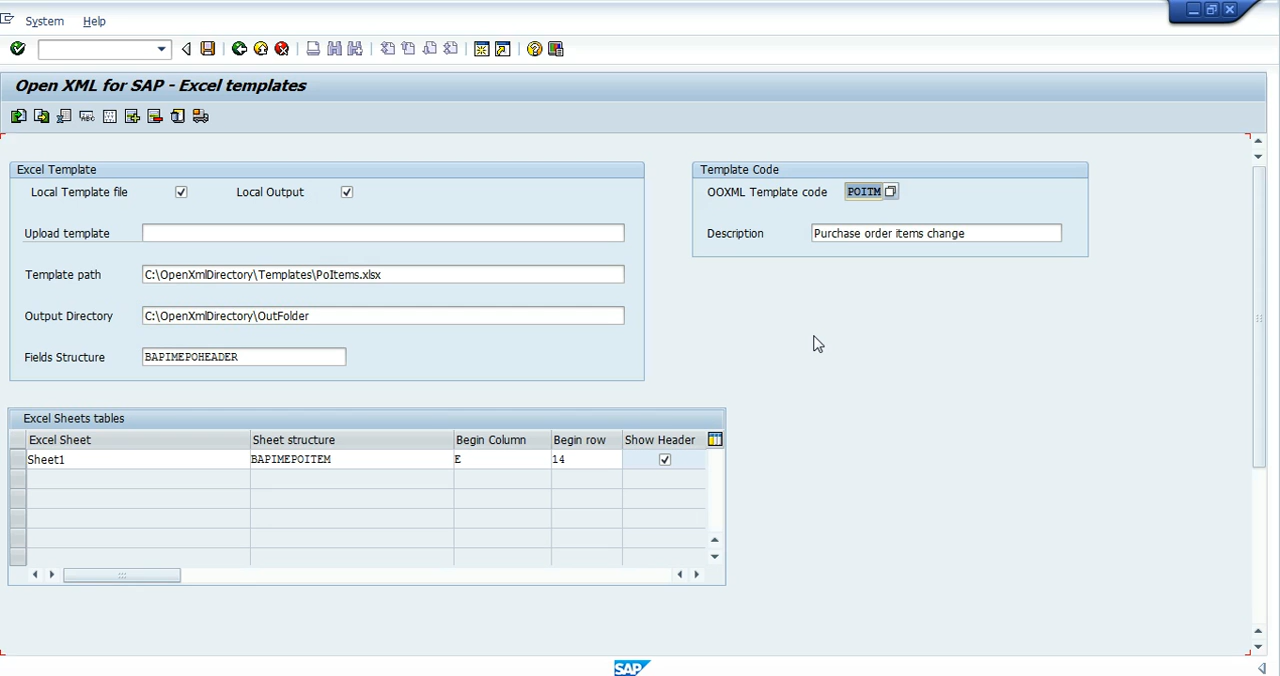 System Help
Open XML for SAP - Excel templates
Excel Template
Local Template file
Local Output
Upload template
Template path C:\OpenXmlDirectory\Templates\PoItems.xlsx
Output Directory C:\OpenXmlDirectory\OutFolder
Fields Structure BAPIMEPOHEADER
Template Code
OOXML Template code POITM
Description Purchase order items change
Excel Sheets tables
Excel Sheet Sheet structure Begin Column Begin row Show Header
Sheet1 BAPIMEPOITEM E 14
SAP